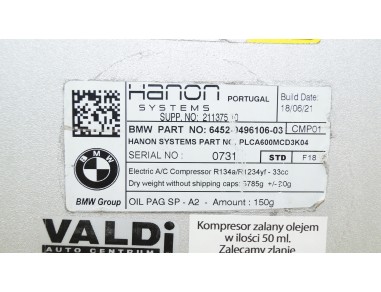 HANON
SYSTEMS
PORTUGAL
Build Date:
18/06/21
SUPP. NO: 211375
BMW PART NO: 6452- 9496106-03
CMP01
HANON SYSTEMS PART NO. PLCA600MCD3K04
SERIAL NO: 0731 STD F18
Electric A/C Compressor R134a/R1234yf - 33cc
Dry weight without shipping caps: 5785g +/-20g
BMW
BMW Group
OIL PAG SP - A2 - Amount : 150g
VALDI
AUTO CENTRUM
Kompresor zalany olejem
w ilości 50 ml.
Zalecamy zlanie